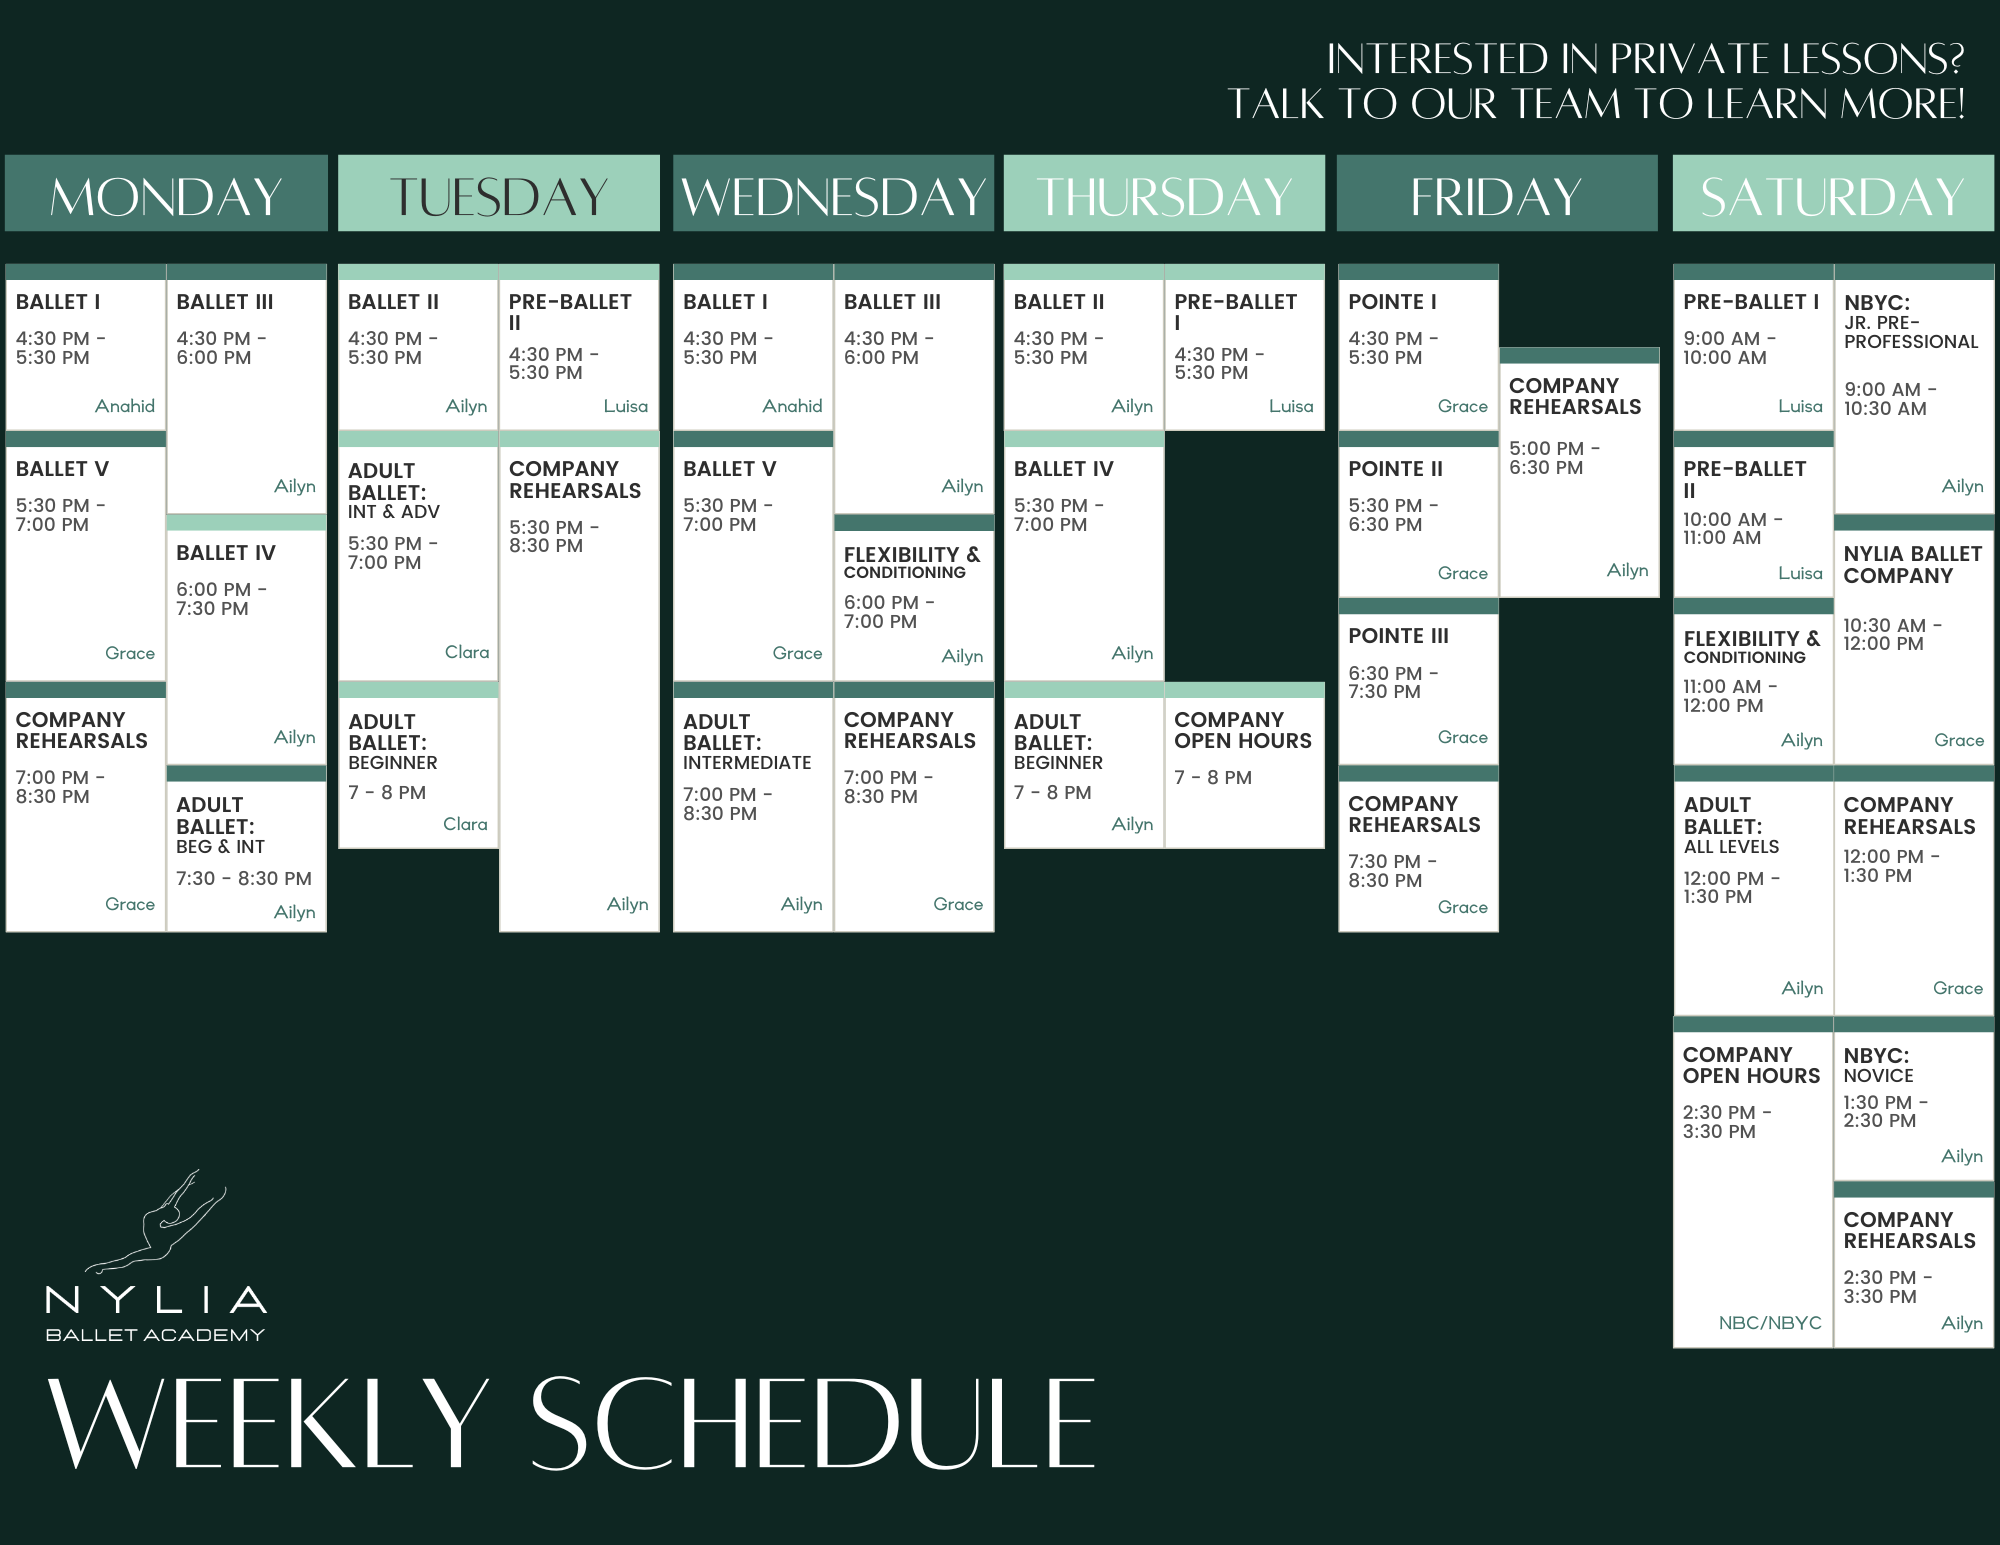 INTERESTED IN PRIVATE LESSONS?
TALK TO OUR TEAM TO LEARN MORE!
MONDAY
BALLET I
4:30 PM -
5:30 PM
Anahid
BALLET V
5:30 PM -
7:00 PM
Grace
COMPANY
REHEARSALS
7:00 PM -
8:30 PM
Grace
BALLET III
4:30 PM -
6:00 PM
Ailyn
BALLET IV
6:00 PM -
7:30 PM
Ailyn
ADULT
BALLET:
BEG & INT
7:30 - 8:30 PM
Ailyn
TUESDAY
BALLET II
4:30 PM -
5:30 PM
Ailyn
ADULT
BALLET:
INT & ADV
5:30 PM -
7:00 PM
Clara
ADULT
BALLET:
BEGINNER
7 - 8 PM
Clara
PRE-BALLET
II
4:30 PM -
5:30 PM
Luisa
COMPANY
REHEARSALS
5:30 PM -
8:30 PM
Ailyn
WEDNESDAY
BALLET I
4:30 PM -
5:30 PM
Anahid
BALLET V
5:30 PM -
7:00 PM
Grace
ADULT
BALLET:
INTERMEDIATE
7:00 PM -
8:30 PM
Ailyn
BALLET III
4:30 PM -
6:00 PM
Ailyn
FLEXIBILITY &
CONDITIONING
6:00 PM -
7:00 PM
Ailyn
COMPANY
REHEARSALS
7:00 PM -
8:30 PM
Grace
THURSDAY
BALLET II
4:30 PM -
5:30 PM
Ailyn
BALLET IV
5:30 PM -
7:00 PM
Ailyn
ADULT
BALLET:
BEGINNER
7 - 8 PM
Ailyn
PRE-BALLET
I
4:30 PM -
5:30 PM
Luisa
COMPANY
OPEN HOURS
7 - 8 PM
FRIDAY
POINTE I
4:30 PM -
5:30 PM
Grace
POINTE II
5:30 PM -
6:30 PM
Grace
POINTE III
6:30 PM -
7:30 PM
Grace
COMPANY
REHEARSALS
7:30 PM -
8:30 PM
Grace
COMPANY
REHEARSALS
5:00 PM -
6:30 PM
Ailyn
SATURDAY
PRE-BALLET I
9:00 AM -
10:00 AM
Luisa
PRE-BALLET
II
10:00 AM -
11:00 AM
Luisa
FLEXIBILITY &
CONDITIONING
11:00 AM -
12:00 PM
Ailyn
ADULT
BALLET:
ALL LEVELS
12:00 PM -
1:30 PM
Ailyn
COMPANY
OPEN HOURS
2:30 PM -
3:30 PM
NBC/NBYC
NBYC:
JR. PRE-
PROFESSIONAL
9:00 AM -
10:30 AM
Ailyn
NYLIA BALLET
COMPANY
10:30 AM -
12:00 PM
Grace
COMPANY
REHEARSALS
12:00 PM -
1:30 PM
Grace
NBYC:
NOVICE
1:30 PM -
2:30 PM
Ailyn
COMPANY
REHEARSALS
2:30 PM -
3:30 PM
Ailyn
NYLIA
BALLET ACADEMY
WEEKLY SCHEDULE